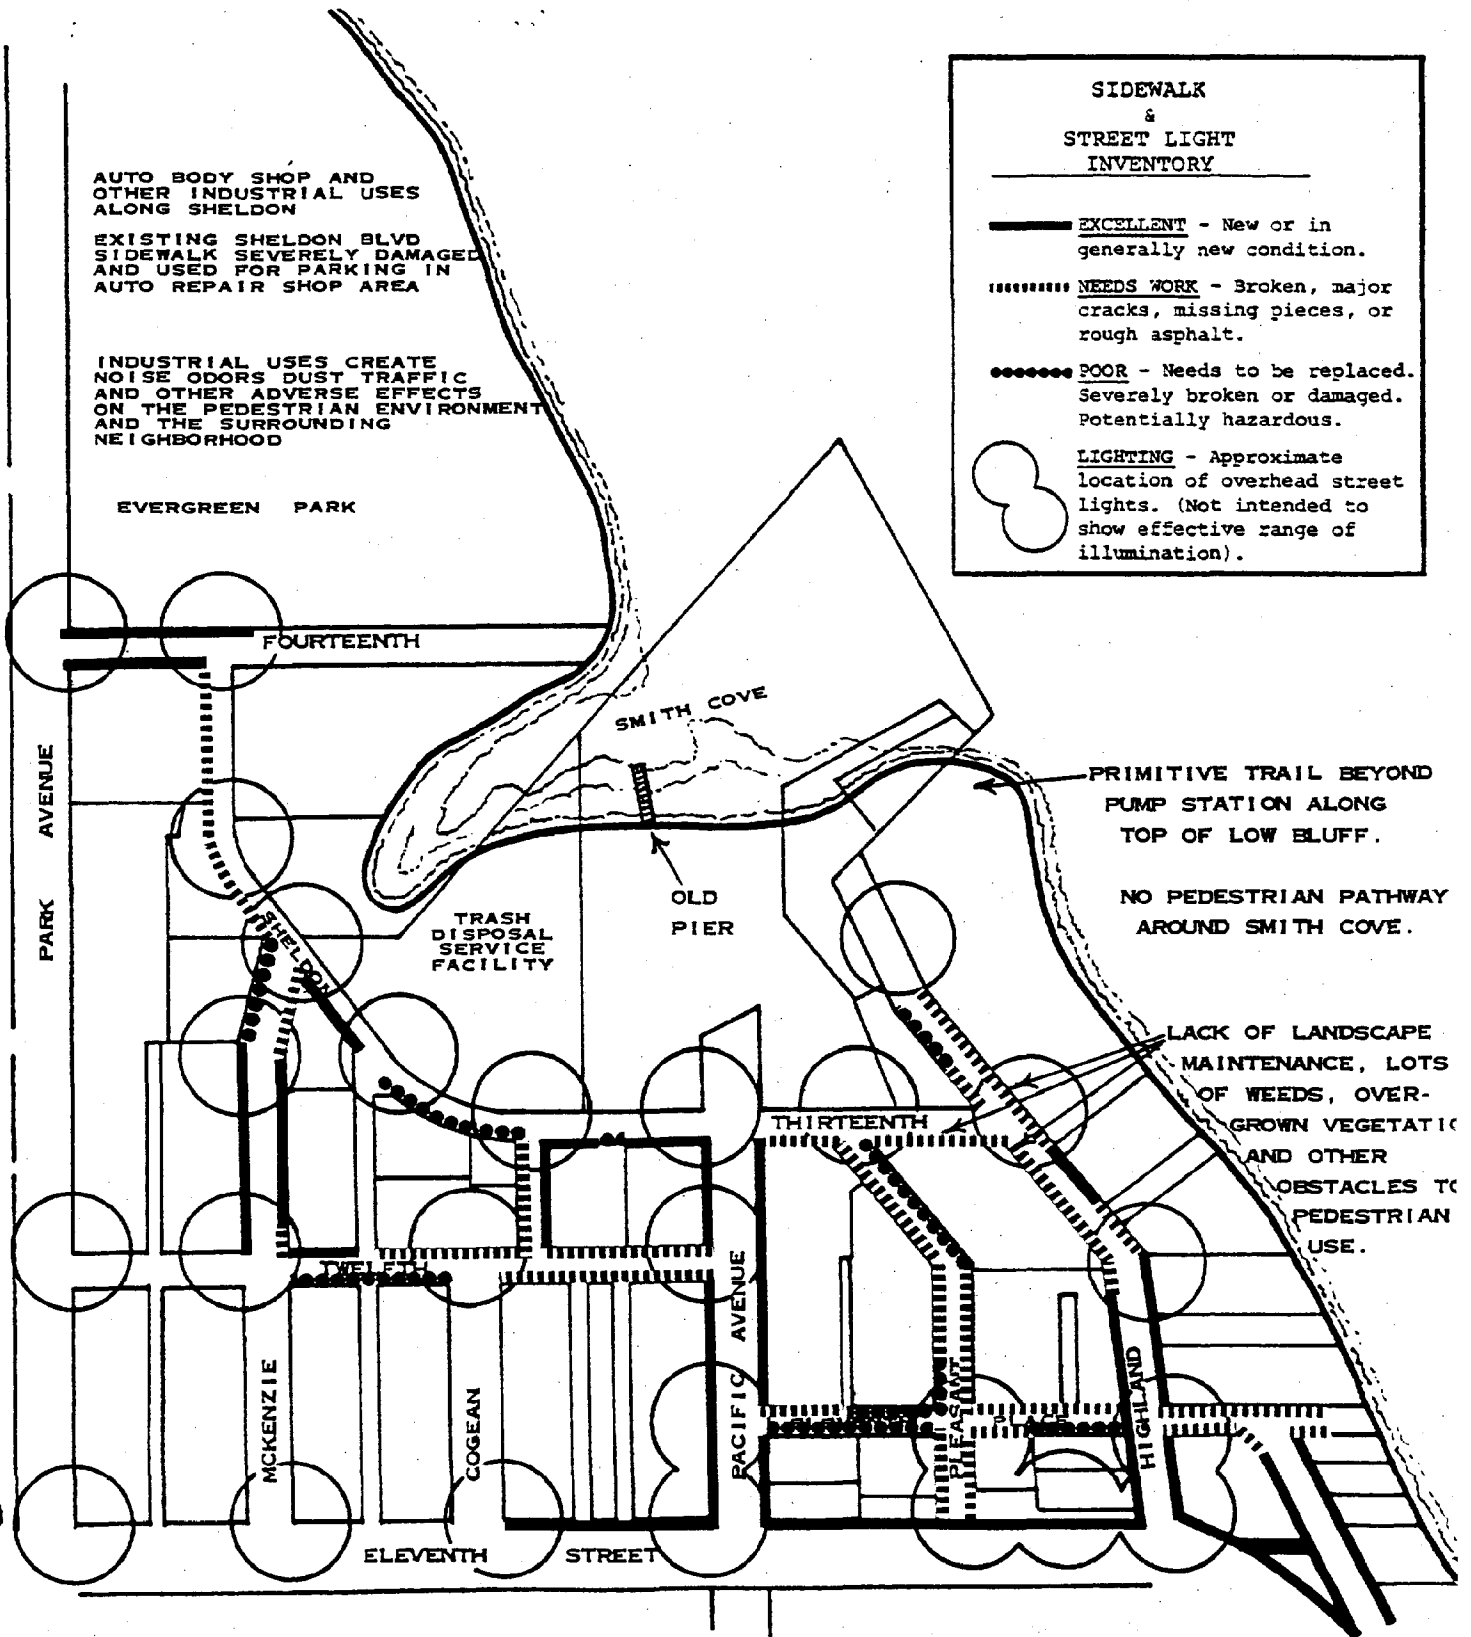 SIDEWALK
&
STREET LIGHT
INVENTORY
EXCELLENT - New or in
generally new condition.
NEEDS WORK - Broken, major
cracks, missing pieces, or
rough asphalt.
POOR - Needs to be replaced.
Severely broken or damaged.
Potentially hazardous.
LIGHTING - Approximate
location of overhead street
lights. (Not intended to
show effective range of
illumination).
AUTO BODY SHOP AND
OTHER INDUSTRIAL USES
ALONG SHELDON
EXISTING SHELDON BLVD
SIDEWALK SEVERELY DAMAGED
AND USED FOR PARKING IN
AUTO REPAIR SHOP AREA
INDUSTRIAL USES CREATE
NOISE ODORS DUST TRAFFIC
AND OTHER ADVERSE EFFECTS
ON THE PEDESTRIAN ENVIRONMENT
AND THE SURROUNDING
NEIGHBORHOOD
EVERGREEN PARK
FOURTEENTH
SMITH COVE
PARK AVENUE
PRIMITIVE TRAIL BEYOND
PUMP STATION ALONG
TOP OF LOW BLUFF.
NO PEDESTRIAN PATHWAY
AROUND SMITH COVE.
OLD
PIER
TRASH
DISPOSAL
SERVICE
FACILITY
SHELDON
LACK OF LANDSCAPE
MAINTENANCE, LOTS
OF WEEDS, OVER-
GROWN VEGETATIO
AND OTHER
OBSTACLES TO
PEDESTRIAN
USE.
THIRTEENTH
TWELFTH
PACIFIC AVENUE
MCKENZIE
COGEAN
PLEASANT
PLACE
HIGHLAND
ELEVENTH STREET